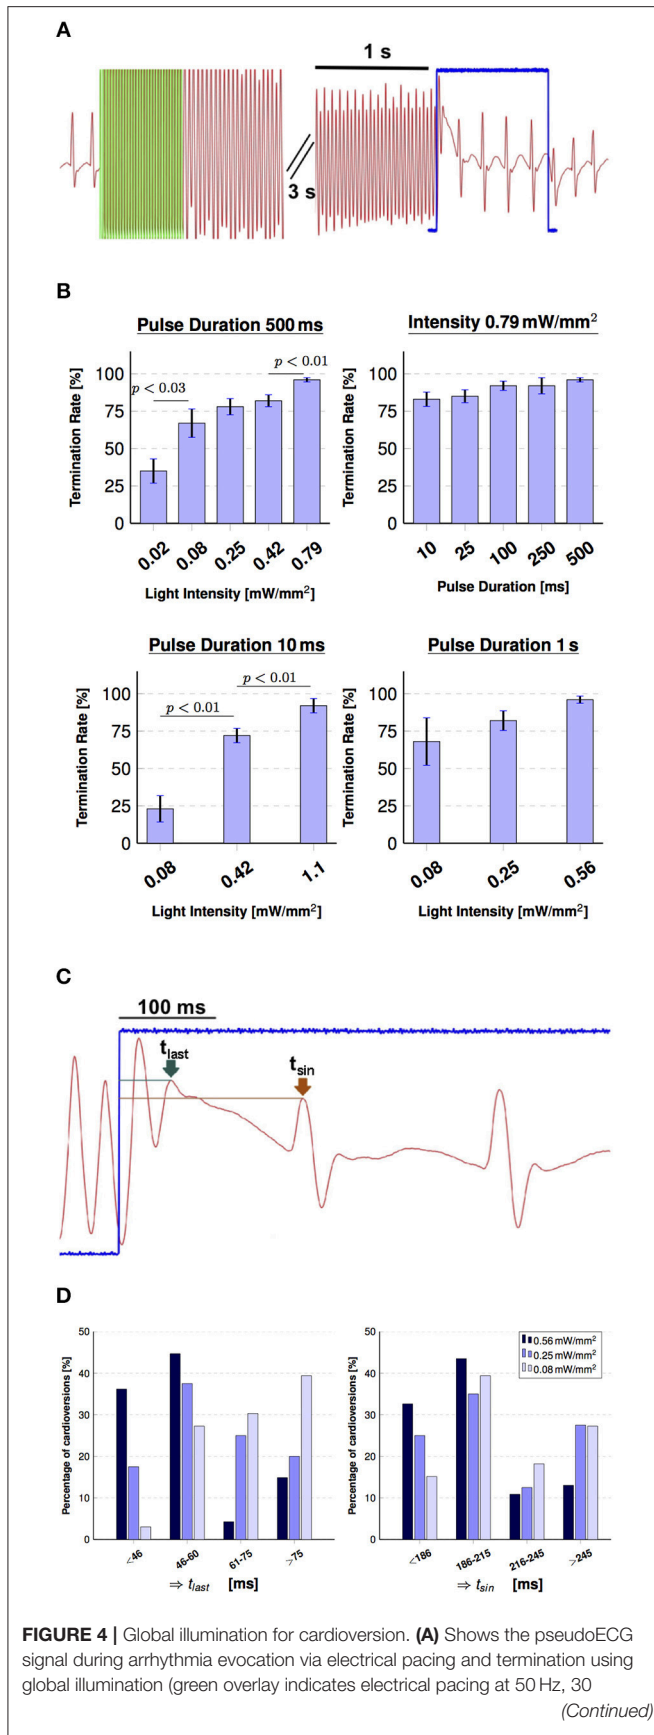 A
1 s
3 s
B
Pulse Duration 500 ms
Termination Rate [%]
100
75
50
25
0
p < 0.03
p < 0.01
0.02 0.08 0.25 0.42 0.79
Light Intensity [mW/mm²]
Intensity 0.79 mW/mm²
Termination Rate [%]
100
75
50
25
0
10 25 100 250 500
Pulse Duration [ms]
Pulse Duration 10 ms
Termination Rate [%]
100
75
50
25
0
p < 0.01
p < 0.01
0.08 0.42 1.1
Light Intensity [mW/mm²]
Pulse Duration 1 s
Termination Rate [%]
100
75
50
25
0
0.08 0.25 0.56
Light Intensity [mW/mm²]
C
100 ms
tlast
tsin
D
Percentage of cardioversions [%]
50
40
30
20
10
0
<46 46-60 61-75 >75
⇒ tlast [ms]
Percentage of cardioversions [%]
50
40
30
20
10
0
0.56 mW/mm²
0.25 mW/mm²
0.08 mW/mm²
<186 186-215 216-245 >245
⇒ tsin [ms]
FIGURE 4 | Global illumination for cardioversion. (A) Shows the pseudoECG
signal during arrhythmia evocation via electrical pacing and termination using
global illumination (green overlay indicates electrical pacing at 50 Hz, 30
(Continued)